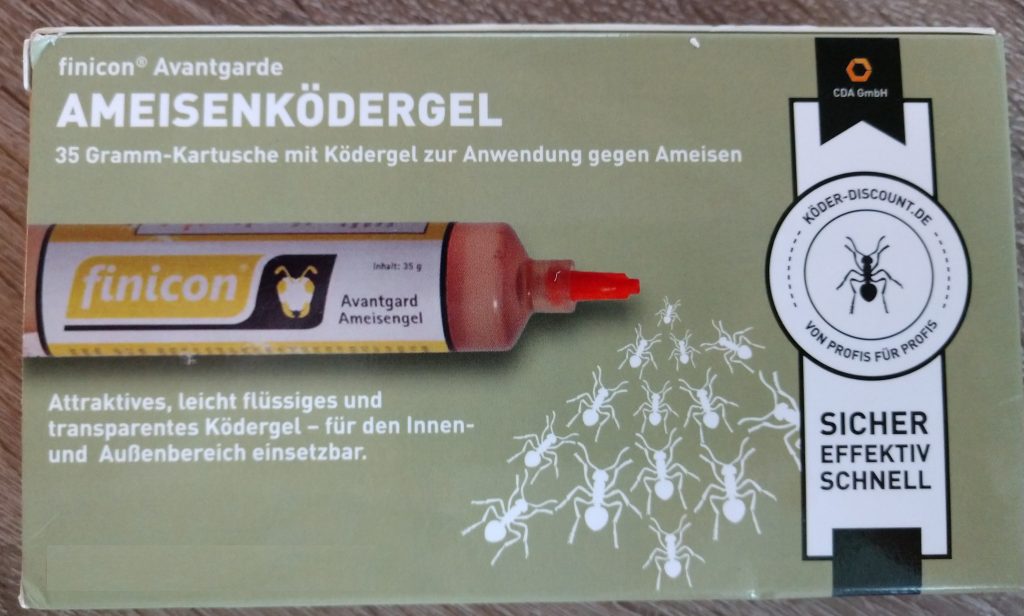 finicon® Avantgarde
AMEISENKÖDERGEL
35 Gramm-Kartusche mit Ködergel zur Anwendung gegen Ameisen
CDA GmbH
KÖDER-DISCOUNT.DE
VON PROFIS FÜR PROFIS
finicon®
Inhalt: 35 g
Avantgard
Ameisengel
Attraktives, leicht flüssiges und
transparentes Ködergel – für den Innen-
und Außenbereich einsetzbar.
SICHER
EFFEKTIV
SCHNELL